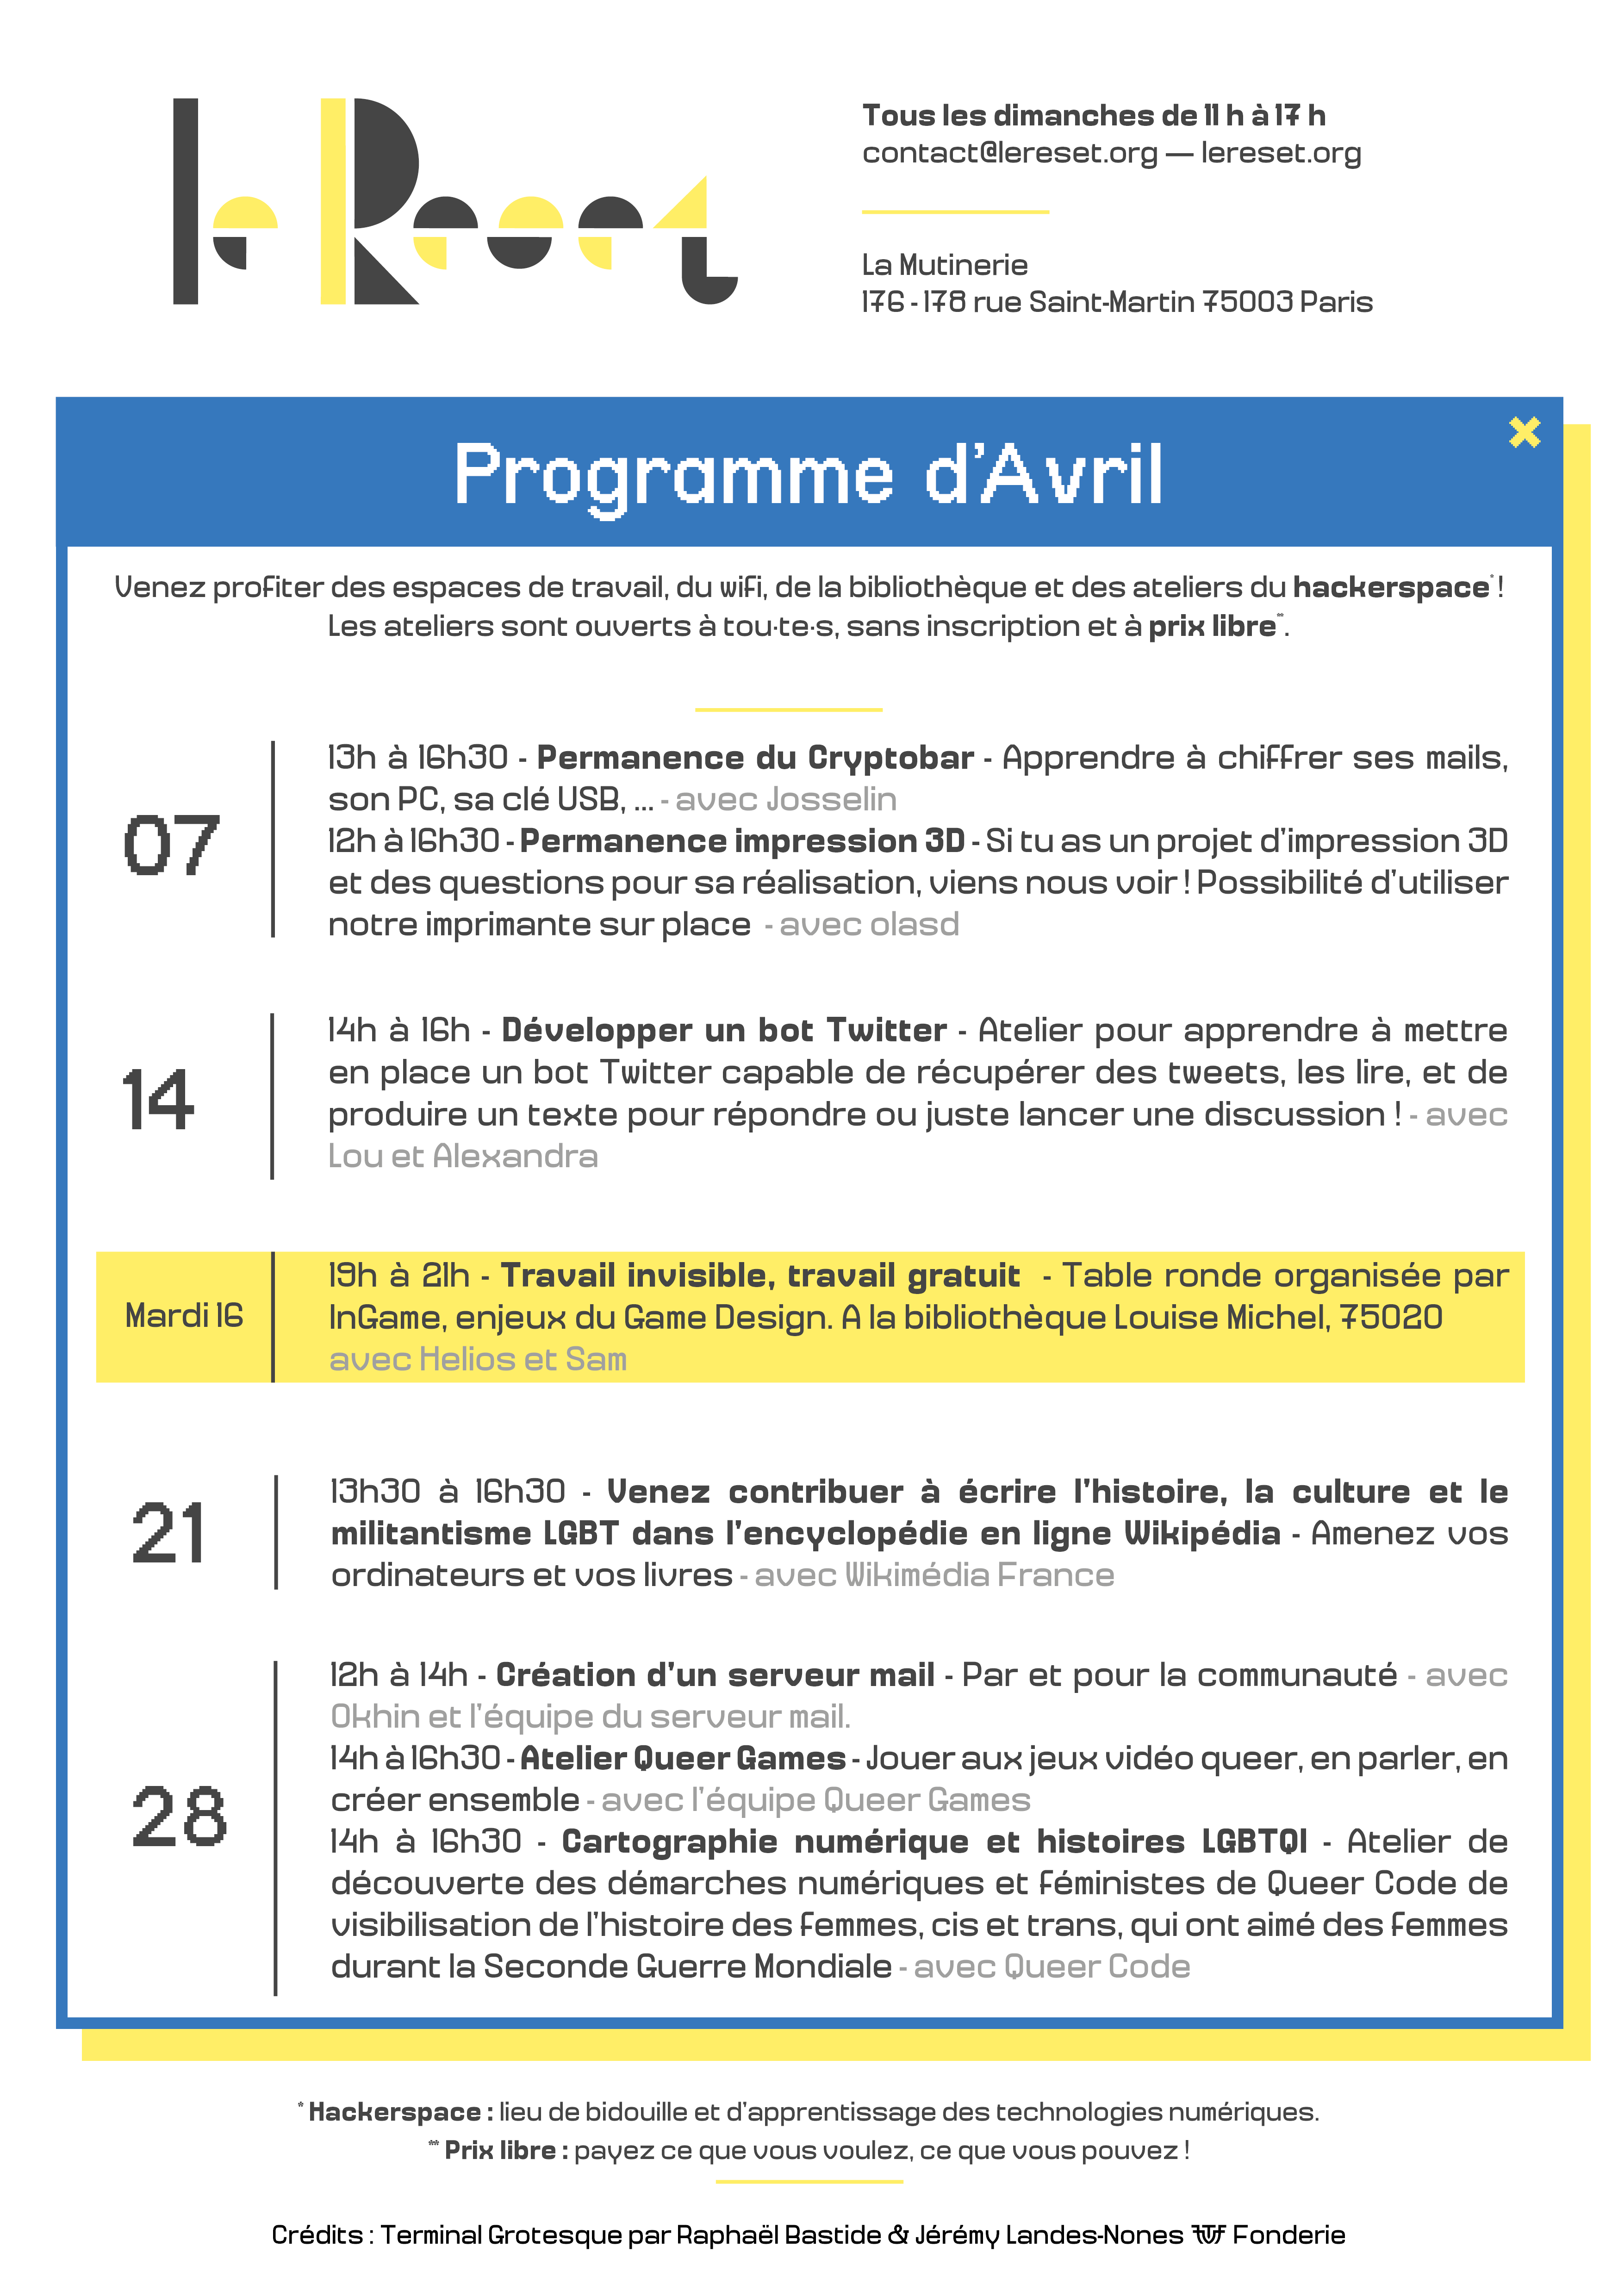 le Reset
Tous les dimanches de 11 h à 17 h
contact@lereset.org — lereset.org
La Mutinerie
176 - 178 rue Saint-Martin 75003 Paris
Programme d'Avril
Venez profiter des espaces de travail, du wifi, de la bibliothèque et des ateliers du hackerspace* !
Les ateliers sont ouverts à tou·te·s, sans inscription et à prix libre**.
07
13h à 16h30 - Permanence du Cryptobar - Apprendre à chiffrer ses mails,
son PC, sa clé USB, ... - avec Josselin
12h à 16h30 - Permanence impression 3D - Si tu as un projet d'impression 3D
et des questions pour sa réalisation, viens nous voir ! Possibilité d'utiliser
notre imprimante sur place - avec olasd
14
14h à 16h - Développer un bot Twitter - Atelier pour apprendre à mettre
en place un bot Twitter capable de récupérer des tweets, les lire, et de
produire un texte pour répondre ou juste lancer une discussion ! - avec
Lou et Alexandra
Mardi 16
19h à 21h - Travail invisible, travail gratuit - Table ronde organisée par
InGame, enjeux du Game Design. A la bibliothèque Louise Michel, 75020
avec Helios et Sam
21
13h30 à 16h30 - Venez contribuer à écrire l'histoire, la culture et le
militantisme LGBT dans l'encyclopédie en ligne Wikipédia - Amenez vos
ordinateurs et vos livres - avec Wikimédia France
28
12h à 14h - Création d'un serveur mail - Par et pour la communauté - avec
Okhin et l'équipe du serveur mail.
14h à 16h30 - Atelier Queer Games - Jouer aux jeux vidéo queer, en parler, en
créer ensemble - avec l'équipe Queer Games
14h à 16h30 - Cartographie numérique et histoires LGBTQI - Atelier de
découverte des démarches numériques et féministes de Queer Code de
visibilisation de l'histoire des femmes, cis et trans, qui ont aimé des femmes
durant la Seconde Guerre Mondiale - avec Queer Code
* Hackerspace : lieu de bidouille et d'apprentissage des technologies numériques.
** Prix libre : payez ce que vous voulez, ce que vous pouvez !
Crédits : Terminal Grotesque par Raphaël Bastide & Jérémy Landes-Nones VTF Fonderie